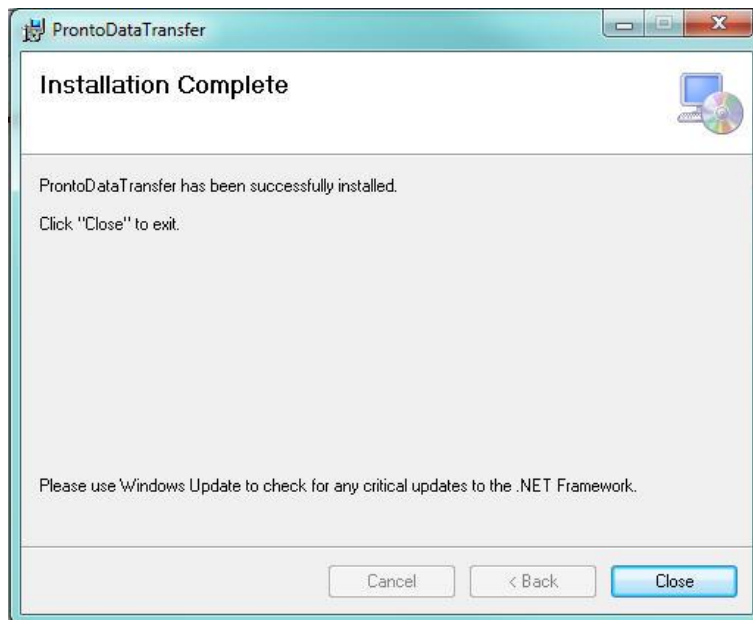 ProntoDataTransfer
Installation Complete
ProntoDataTransfer has been successfully installed.
Click "Close" to exit.
Please use Windows Update to check for any critical updates to the .NET Framework.
Cancel
< Back
Close